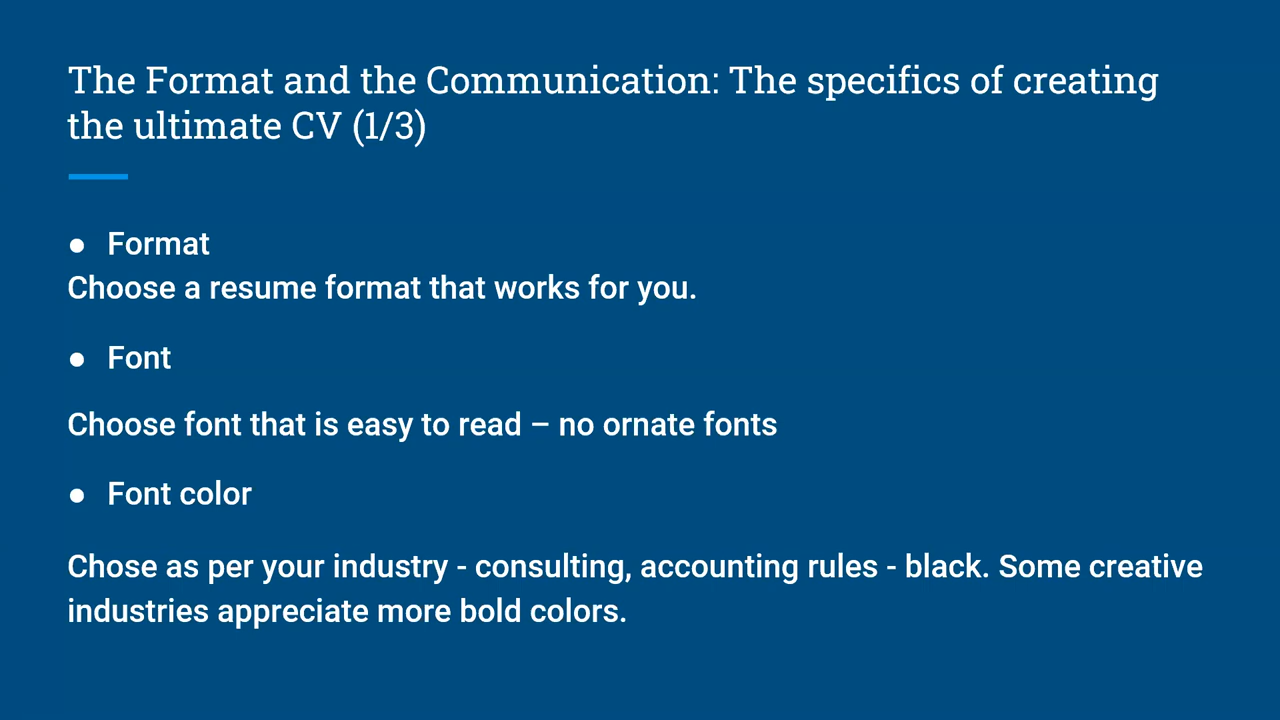 The Format and the Communication: The specifics of creating
the ultimate CV (1/3)
● Format
Choose a resume format that works for you.
● Font
Choose font that is easy to read – no ornate fonts
● Font color
Chose as per your industry - consulting, accounting rules - black. Some creative
industries appreciate more bold colors.